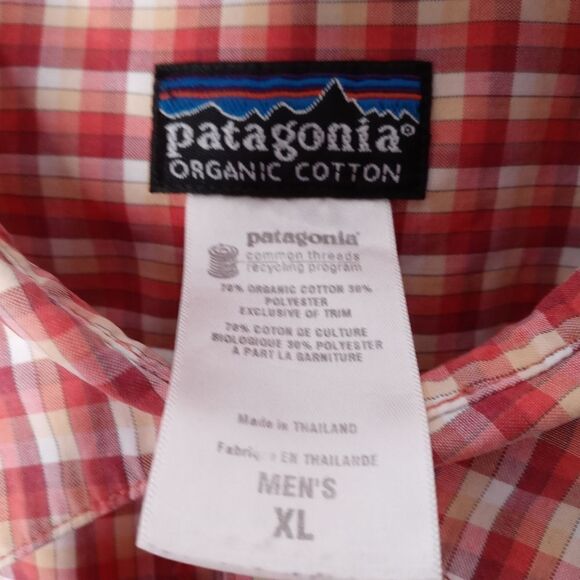 patagonia®
ORGANIC COTTON
patagonia®
common threads
recycling program
70% ORGANIC COTTON 30%
POLYESTER
EXCLUSIVE OF TRIM
70% COTON DE CULTURE
BIOLOGIQUE 30% POLYESTER
A PART LA GARNITURE
Made in THAILAND
Fabriqué EN THAILANDE
MEN'S
XL